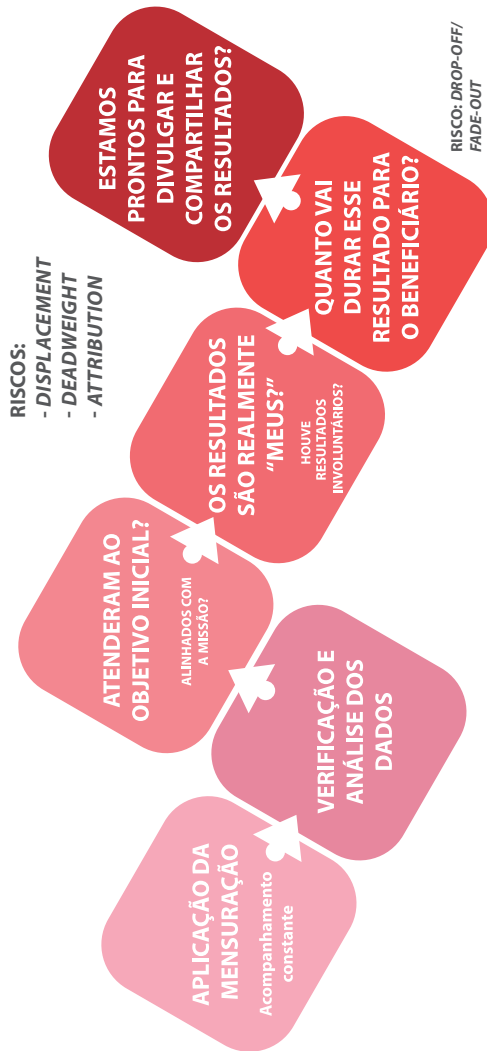 APLICAÇÃO DA
MENSURAÇÃO
Acompanhamento
constante
VERIFICAÇÃO E
ANÁLISE DOS
DADOS
ATENDERAM AO
OBJETIVO INICIAL?
ALINHADOS COM
A MISSÃO?
RISCOS:
- DISPLACEMENT
- DEADWEIGHT
- ATTRIBUTION
OS RESULTADOS
SÃO REALMENTE
“MEUS?”
HOUVE
RESULTADOS
INVOLUNTÁRIOS?
QUANTO VAI
DURAR ESSE
RESULTADO PARA
O BENEFICIÁRIO?
RISCO: DROP-OFF/
FADE-OUT
ESTAMOS
PRONTOS PARA
DIVULGAR E
COMPARTILHAR
OS RESULTADOS?